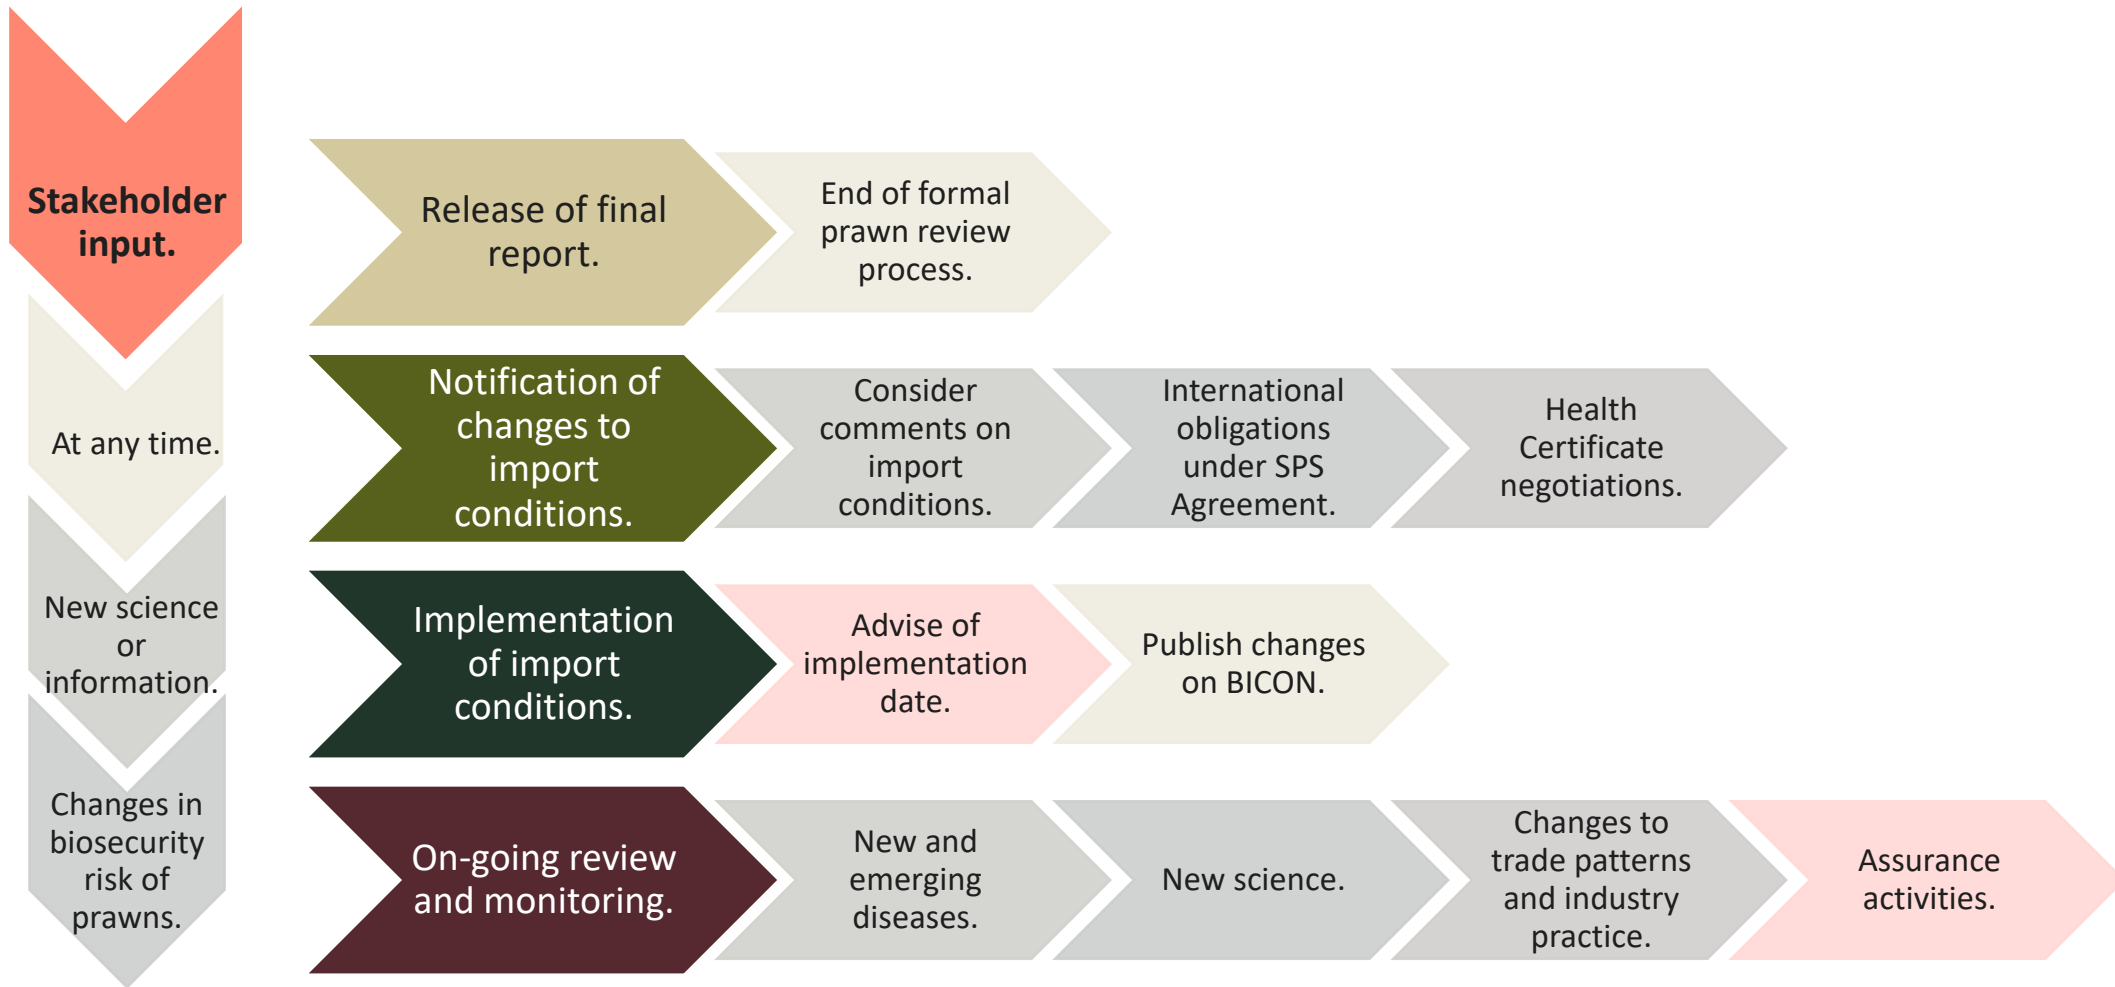 Stakeholder
input.
At any time.
New science
or
information.
Changes in
biosecurity
risk of
prawns.
Release of final
report.
End of formal
prawn review
process.
Notification of
changes to
import
conditions.
Consider
comments on
import
conditions.
International
obligations
under SPS
Agreement.
Health
Certificate
negotiations.
Implementation
of import
conditions.
Advise of
implementation
date.
Publish changes
on BICON.
On-going review
and monitoring.
New and
emerging
diseases.
New science.
Changes to
trade patterns
and industry
practice.
Assurance
activities.